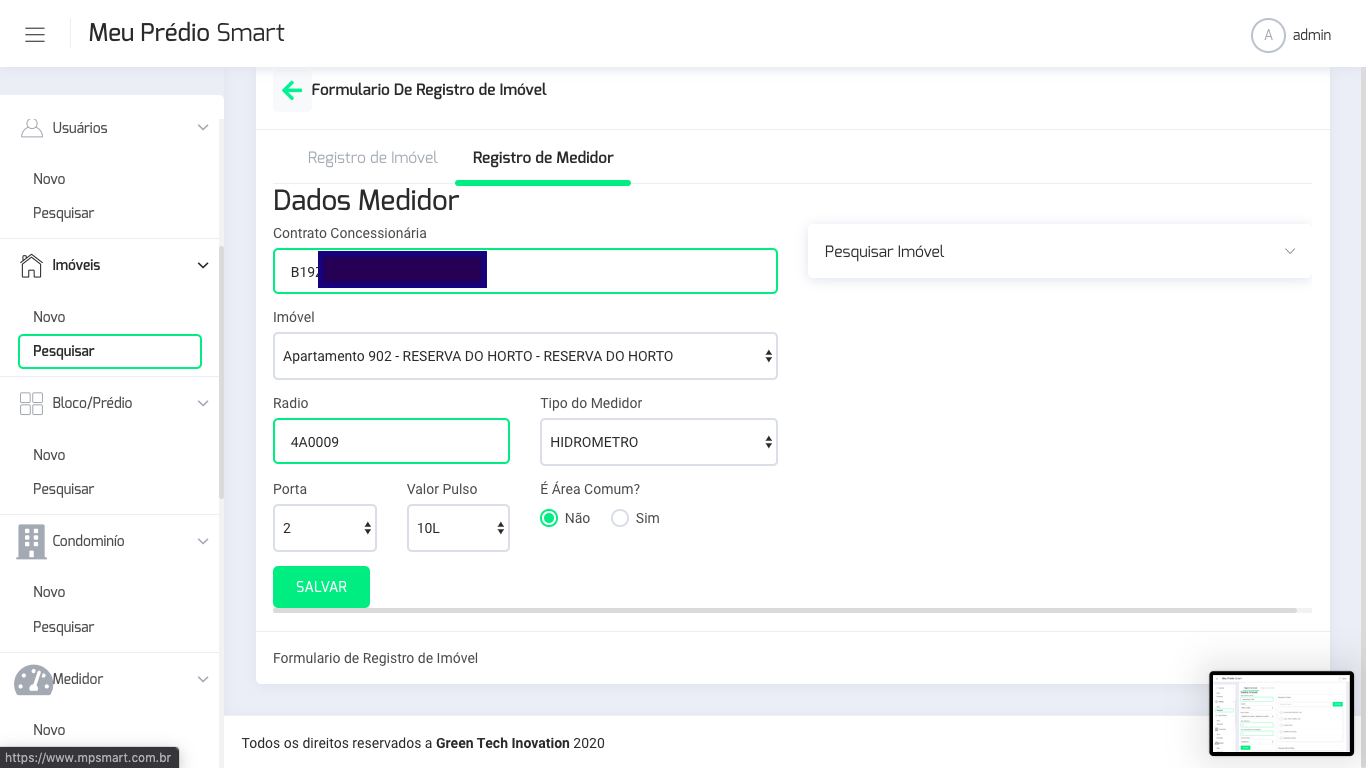 Meu Prédio Smart
A admin
Formulario De Registro de Imóvel
Usuários
Novo
Pesquisar
Imóveis
Novo
Pesquisar
Bloco/Prédio
Novo
Pesquisar
Condominío
Novo
Pesquisar
Medidor
Novo
https://www.mpsmart.com.br
Registro de Imóvel Registro de Medidor
Dados Medidor
Contrato Concessionária
B19
Pesquisar Imóvel
Imóvel
Apartamento 902 - RESERVA DO HORTO - RESERVA DO HORTO
Radio Tipo do Medidor
4A0009 HIDROMETRO
Porta Valor Pulso É Área Comum?
2 10L Não Sim
SALVAR
Formulario de Registro de Imóvel
Todos os direitos reservados a Green Tech Inovation 2020